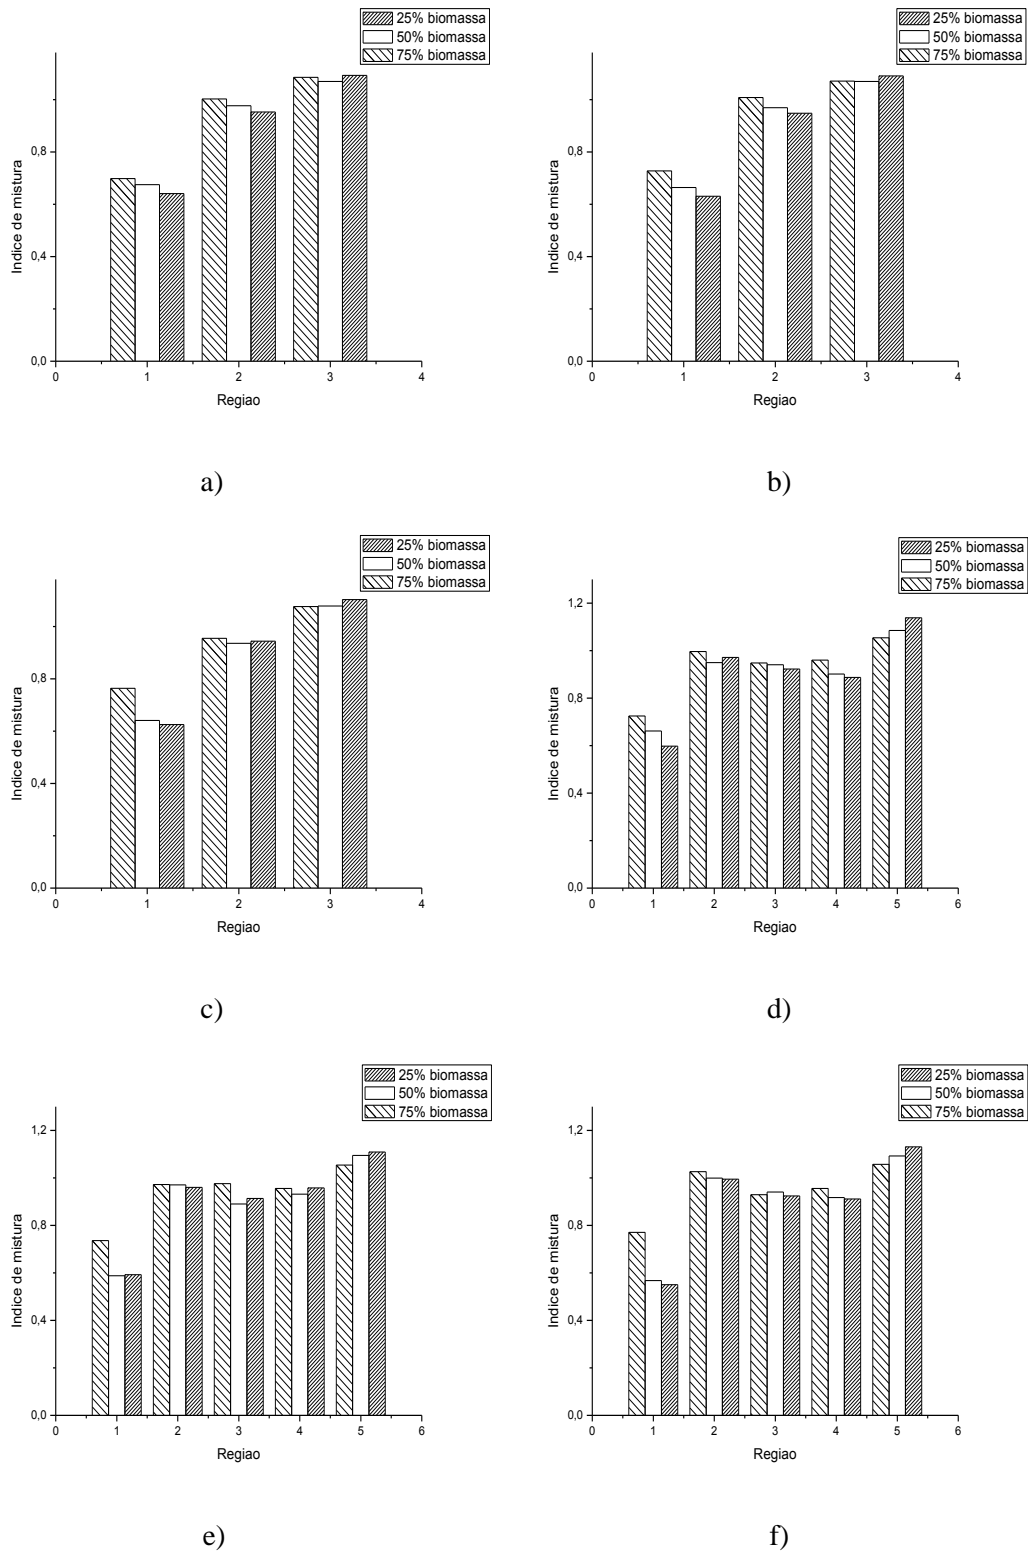 25% biomassa
50% biomassa
75% biomassa
Indice de mistura
0,8
0,4
0,0
0 1 2 3 4
Regiao
a)
25% biomassa
50% biomassa
75% biomassa
Indice de mistura
0,8
0,4
0,0
0 1 2 3 4
Regiao
b)
25% biomassa
50% biomassa
75% biomassa
Indice de mistura
0,8
0,4
0,0
0 1 2 3 4
Regiao
c)
25% biomassa
50% biomassa
75% biomassa
Indice de mistura
1,2
0,8
0,4
0,0
0 1 2 3 4 5 6
Regiao
d)
25% biomassa
50% biomassa
75% biomassa
Indice de mistura
1,2
0,8
0,4
0,0
0 1 2 3 4 5 6
Regiao
e)
25% biomassa
50% biomassa
75% biomassa
Indice de mistura
1,2
0,8
0,4
0,0
0 1 2 3 4 5 6
Regiao
f)